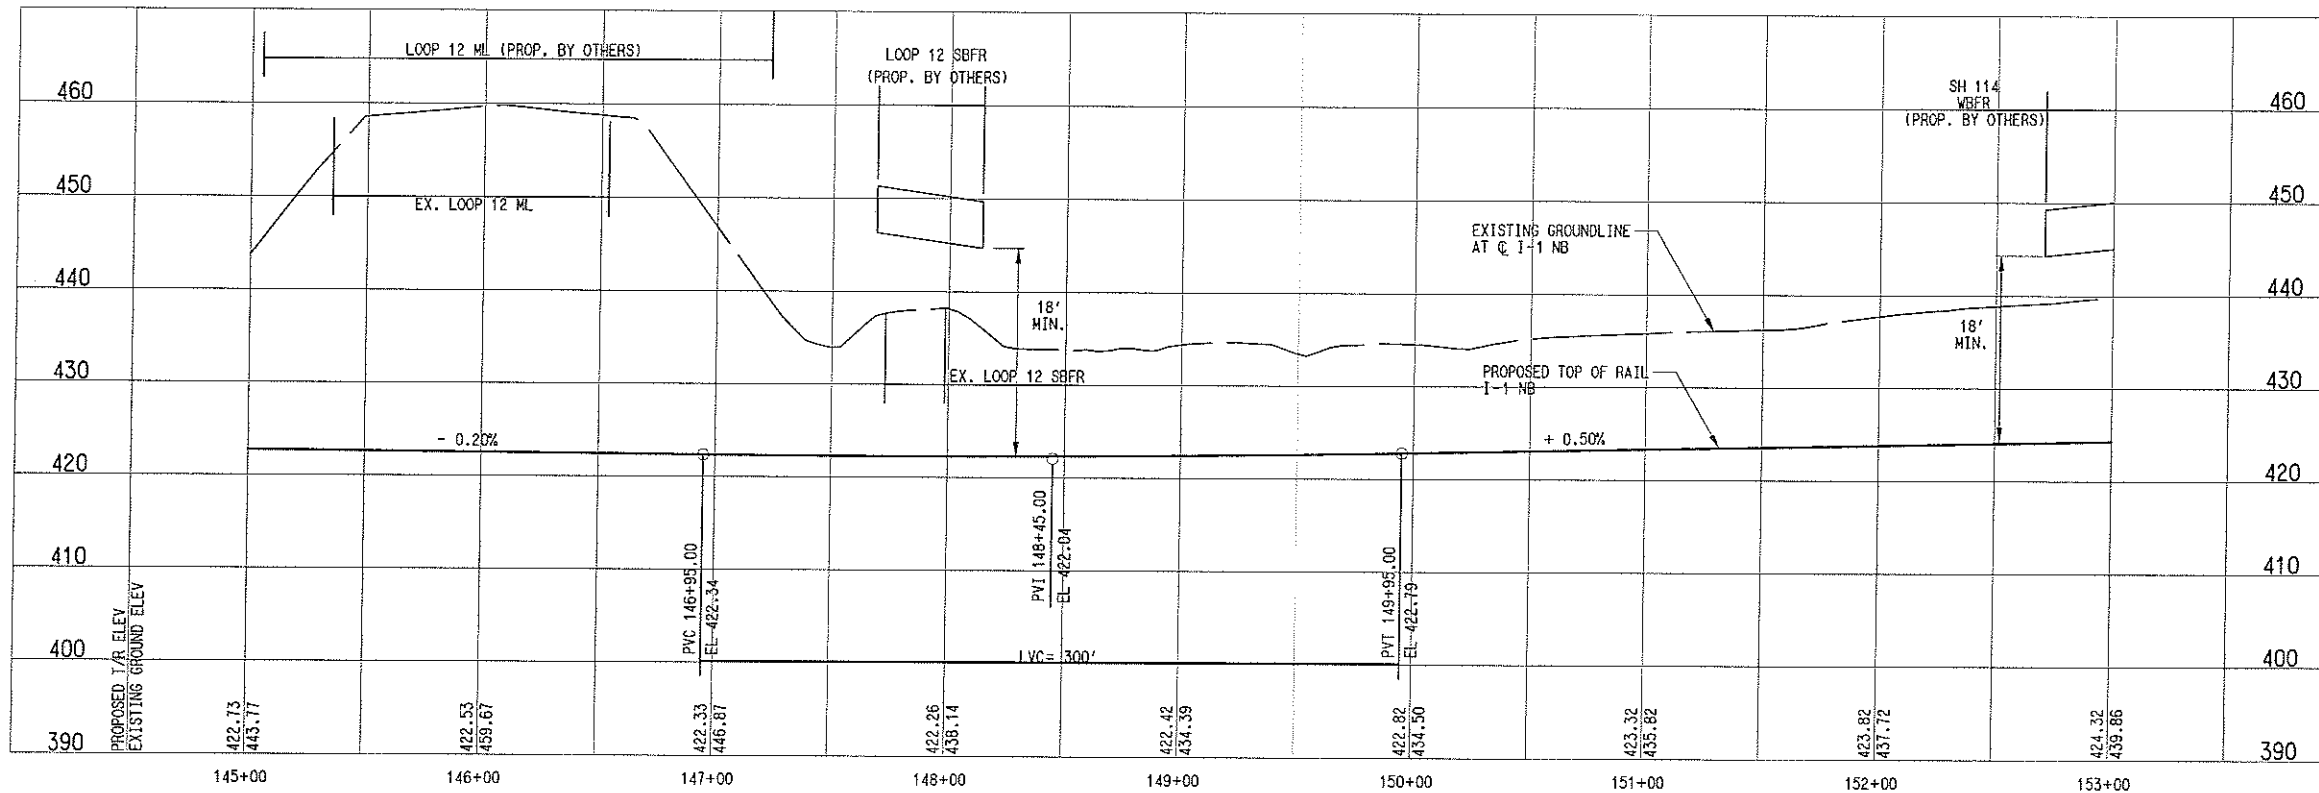 LOOP 12 ML (PROP. BY OTHERS)
LOOP 12 SBFR
(PROP. BY OTHERS)
SH 114
WBFR
(PROP. BY OTHERS)
460
460
450
450
EX. LOOP 12 ML
EXISTING GROUNDLINE
AT ℄ I-1 NB
440
440
18'
MIN.
18'
MIN.
430
430
EX. LOOP 12 SBFR
PROPOSED TOP OF RAIL
I-1 NB
- 0.20%
+ 0.50%
420
420
410
410
PVC 146+95.00
EL 422.34
PVI 148+45.00
EL 422.04
PVT 149+95.00
EL 422.79
400
400
LVC= 300'
PROPOSED T/R ELEV
EXISTING GROUND ELEV
422.73
443.77
422.53
459.67
422.33
446.87
422.26
438.14
422.42
434.39
422.82
434.50
423.32
435.82
423.82
437.72
424.32
439.86
390
390
145+00
146+00
147+00
148+00
149+00
150+00
151+00
152+00
153+00